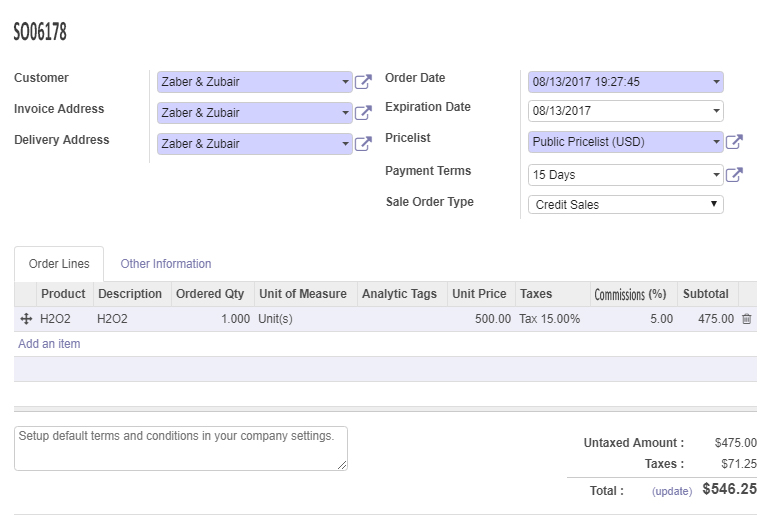 SO06178
Customer Zaber & Zubair Order Date 08/13/2017 19:27:45
Invoice Address Zaber & Zubair Expiration Date 08/13/2017
Delivery Address Zaber & Zubair Pricelist Public Pricelist (USD)
Payment Terms 15 Days
Sale Order Type Credit Sales
Order Lines Other Information
Product Description Ordered Qty Unit of Measure Analytic Tags Unit Price Taxes Commissions (%) Subtotal
H2O2 H2O2 1.000 Unit(s) 500.00 Tax 15.00% 5.00 475.00
Add an item
Setup default terms and conditions in your company settings.
Untaxed Amount : $475.00
Taxes : $71.25
Total : (update) $546.25